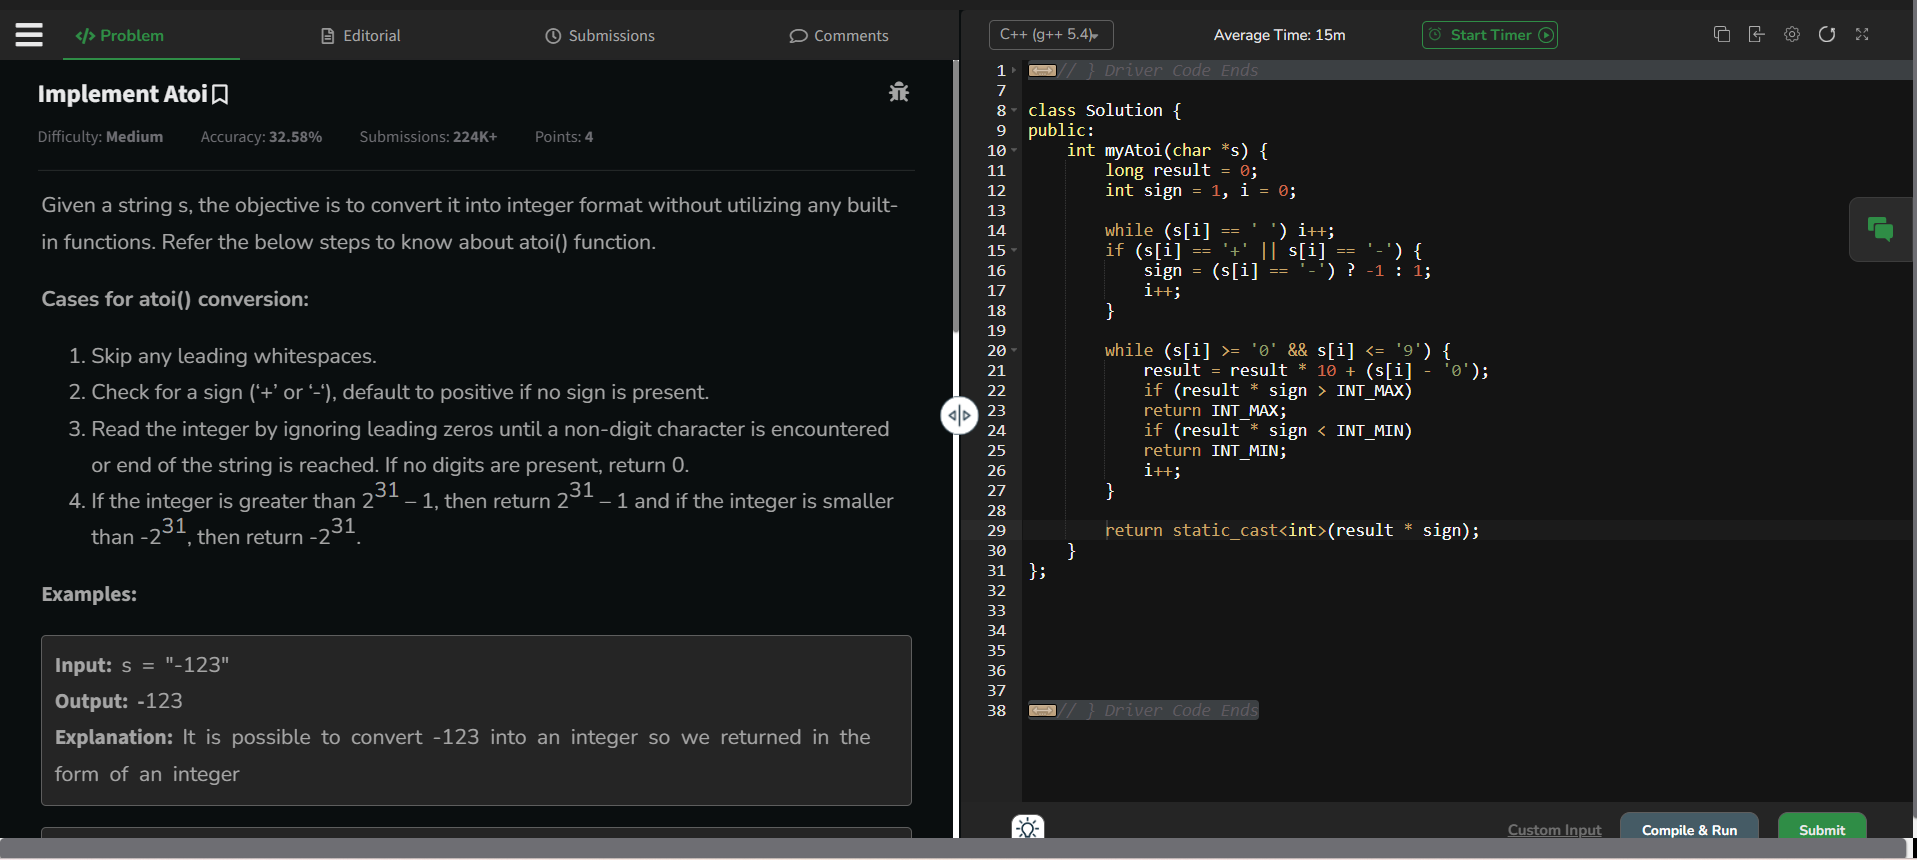 Problem
Editorial
Submissions
Comments
Implement Atoi
Difficulty: Medium Accuracy: 32.58% Submissions: 224K+ Points: 4
Given a string s, the objective is to convert it into integer format without utilizing any built-
in functions. Refer the below steps to know about atoi() function.
Cases for atoi() conversion:
1. Skip any leading whitespaces.
2. Check for a sign (‘+’ or ‘-‘), default to positive if no sign is present.
3. Read the integer by ignoring leading zeros until a non-digit character is encountered
or end of the string is reached. If no digits are present, return 0.
4. If the integer is greater than 2^31 – 1, then return 2^31 – 1 and if the integer is smaller
than -2^31, then return -2^31.
Examples:
Input: s = "-123"
Output: -123
Explanation: It is possible to convert -123 into an integer so we returned in the
form of an integer
C++ (g++ 5.4)
Average Time: 15m
Start Timer
1 // } Driver Code Ends
7
8 class Solution {
9 public:
10 int myAtoi(char *s) {
11 long result = 0;
12 int sign = 1, i = 0;
13
14 while (s[i] == ' ') i++;
15 if (s[i] == '+' || s[i] == '-') {
16 sign = (s[i] == '-') ? -1 : 1;
17 i++;
18 }
19
20 while (s[i] >= '0' && s[i] <= '9') {
21 result = result * 10 + (s[i] - '0');
22 if (result * sign > INT_MAX)
23 return INT_MAX;
24 if (result * sign < INT_MIN)
25 return INT_MIN;
26 i++;
27 }
28
29 return static_cast<int>(result * sign);
30 }
31 };
32
33
34
35
36
37
38 // } Driver Code Ends
Custom Input
Compile & Run
Submit